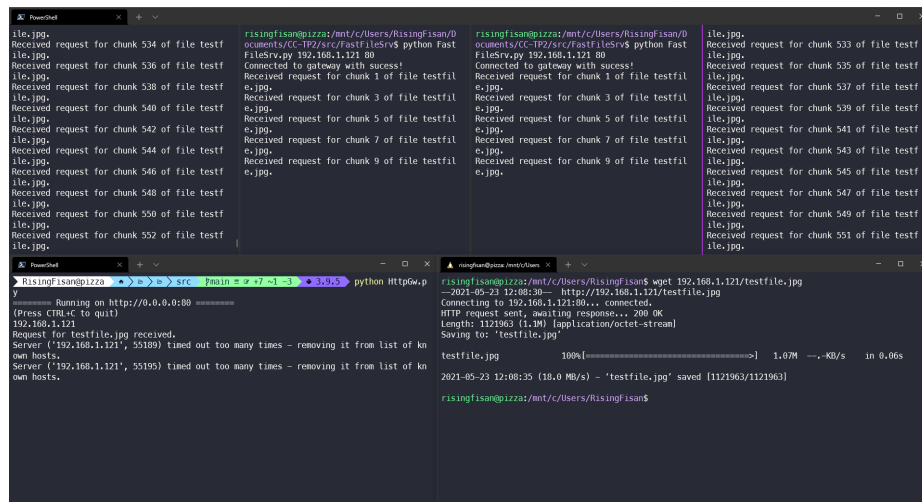 PowerShell
ile.jpg.
Received request for chunk 534 of file testf
ile.jpg.
Received request for chunk 536 of file testf
ile.jpg.
Received request for chunk 538 of file testf
ile.jpg.
Received request for chunk 540 of file testf
ile.jpg.
Received request for chunk 542 of file testf
ile.jpg.
Received request for chunk 544 of file testf
ile.jpg.
Received request for chunk 546 of file testf
ile.jpg.
Received request for chunk 548 of file testf
ile.jpg.
Received request for chunk 550 of file testf
ile.jpg.
Received request for chunk 552 of file testf
ile.jpg.
risingfisan@pizza:/mnt/c/Users/RisingFisan/D
ocuments/CC-TP2/src/FastFileSrv$ python Fast
FileSrv.py 192.168.1.121 80
Connected to gateway with sucess!
Received request for chunk 1 of file testfil
e.jpg.
Received request for chunk 3 of file testfil
e.jpg.
Received request for chunk 5 of file testfil
e.jpg.
Received request for chunk 7 of file testfil
e.jpg.
Received request for chunk 9 of file testfil
e.jpg.
risingfisan@pizza:/mnt/c/Users/RisingFisan/D
ocuments/CC-TP2/src/FastFileSrv$ python Fast
FileSrv.py 192.168.1.121 80
Connected to gateway with sucess!
Received request for chunk 1 of file testfil
e.jpg.
Received request for chunk 3 of file testfil
e.jpg.
Received request for chunk 5 of file testfil
e.jpg.
Received request for chunk 7 of file testfil
e.jpg.
Received request for chunk 9 of file testfil
e.jpg.
ile.jpg.
Received request for chunk 533 of file testf
ile.jpg.
Received request for chunk 535 of file testf
ile.jpg.
Received request for chunk 537 of file testf
ile.jpg.
Received request for chunk 539 of file testf
ile.jpg.
Received request for chunk 541 of file testf
ile.jpg.
Received request for chunk 543 of file testf
ile.jpg.
Received request for chunk 545 of file testf
ile.jpg.
Received request for chunk 547 of file testf
ile.jpg.
Received request for chunk 549 of file testf
ile.jpg.
Received request for chunk 551 of file testf
ile.jpg.
PowerShell
RisingFisan@pizza src main ≡ +7 ~1 -3 3.9.5 python HttpGw.p
y
======== Running on http://0.0.0.0:80 ========
(Press CTRL+C to quit)
192.168.1.121
Request for testfile.jpg received.
Server ('192.168.1.121', 55189) timed out too many times - removing it from list of kn
own hosts.
Server ('192.168.1.121', 55195) timed out too many times - removing it from list of kn
own hosts.
risingfisan@pizza: /mnt/c/Users
risingfisan@pizza:/mnt/c/Users/RisingFisan$ wget 192.168.1.121/testfile.jpg
--2021-05-23 12:08:30-- http://192.168.1.121/testfile.jpg
Connecting to 192.168.1.121:80... connected.
HTTP request sent, awaiting response... 200 OK
Length: 1121963 (1.1M) [application/octet-stream]
Saving to: ‘testfile.jpg’
testfile.jpg 100%[===================================>] 1.07M --.-KB/s in 0.06s
2021-05-23 12:08:35 (18.0 MB/s) - ‘testfile.jpg’ saved [1121963/1121963]
risingfisan@pizza:/mnt/c/Users/RisingFisan$